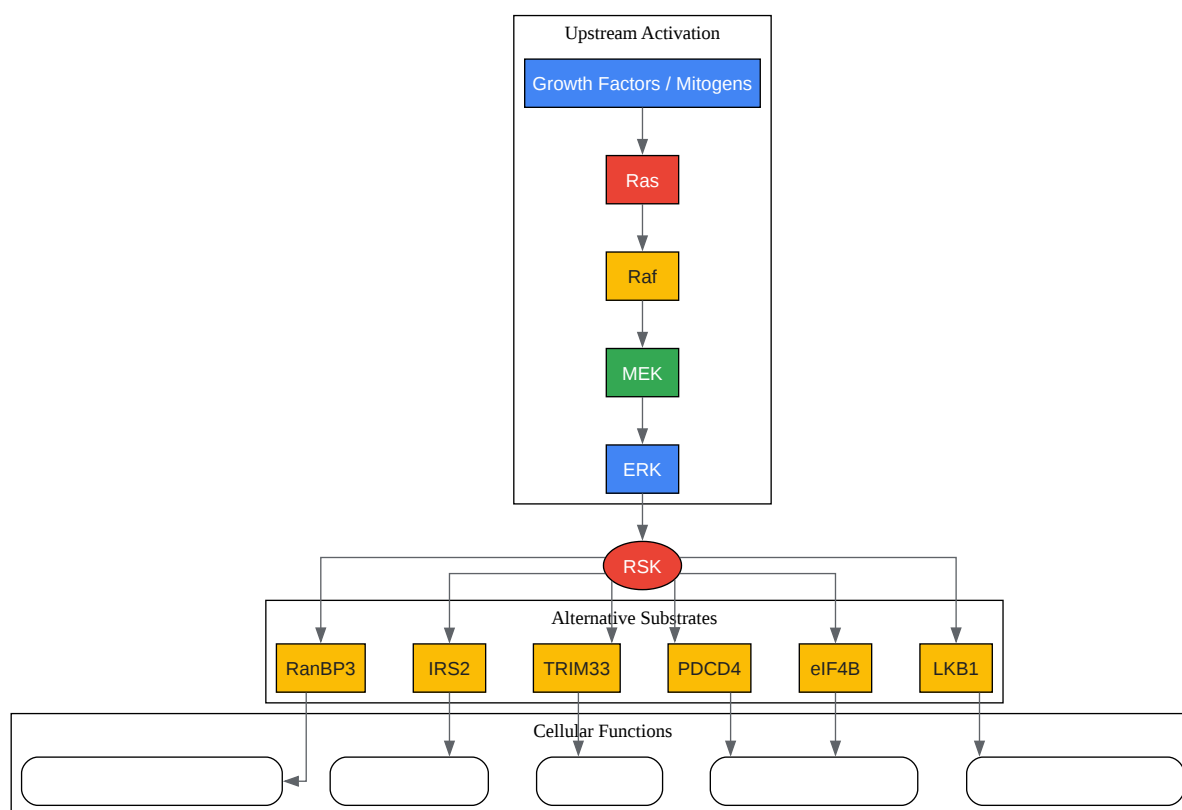 Upstream Activation
Growth Factors / Mitogens
Ras
Raf
MEK
ERK
RSK
Alternative Substrates
RanBP3
IRS2
TRIM33
PDCD4
eIF4B
LKB1
Cellular Functions